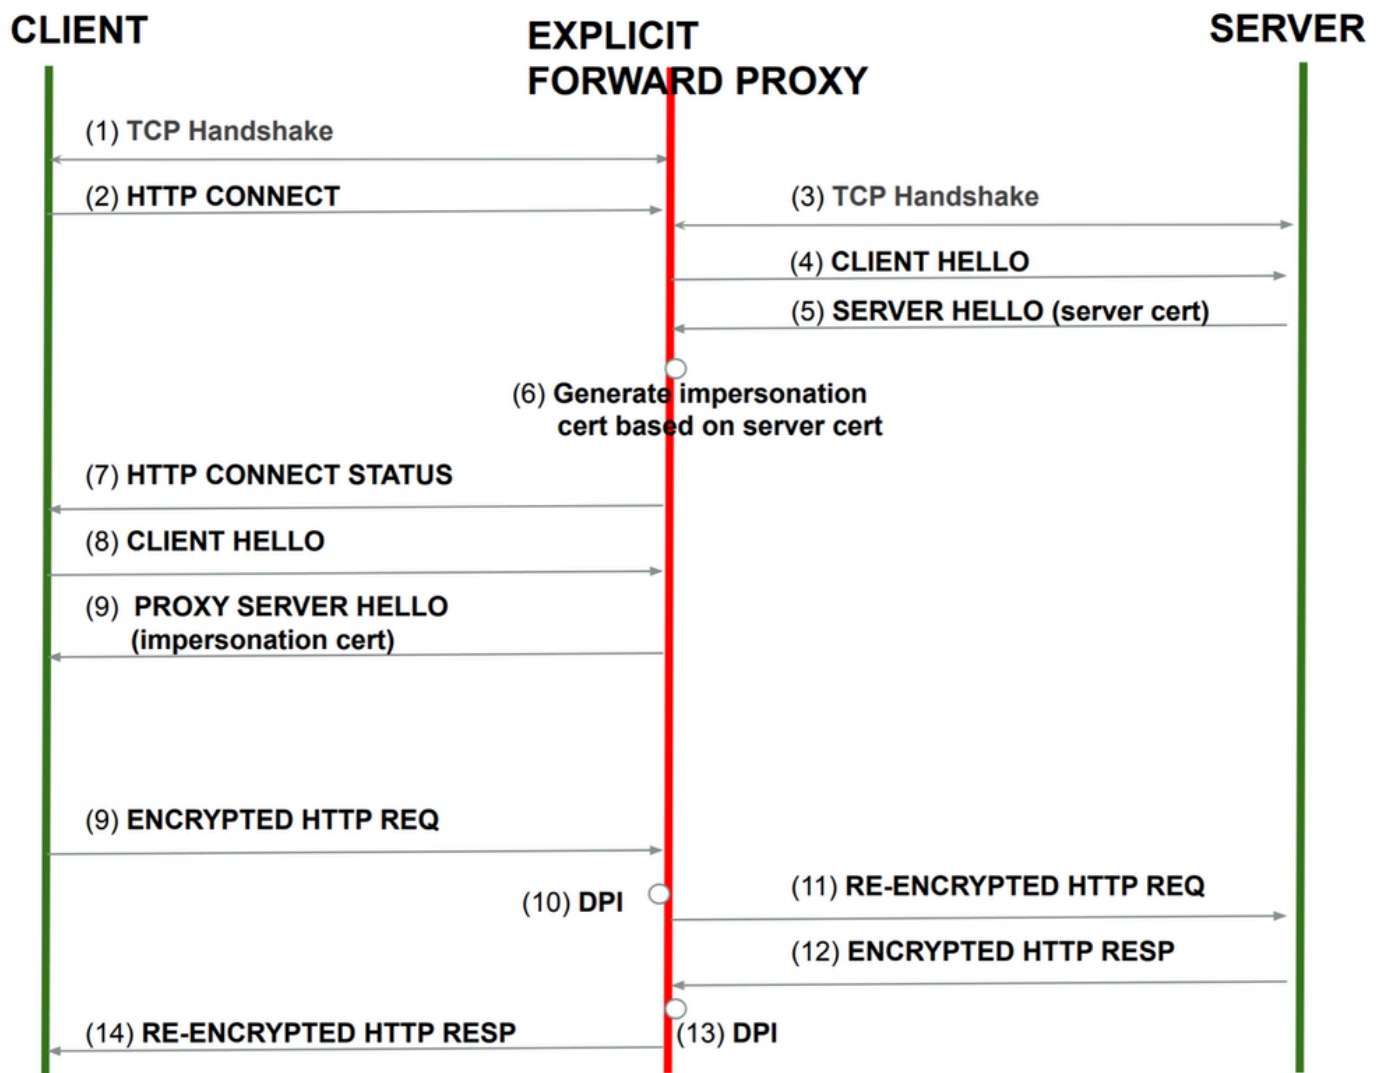 CLIENT
EXPLICIT
FORWARD PROXY
SERVER
(1) TCP Handshake
(2) HTTP CONNECT
(3) TCP Handshake
(4) CLIENT HELLO
(5) SERVER HELLO (server cert)
(6) Generate impersonation
cert based on server cert
(7) HTTP CONNECT STATUS
(8) CLIENT HELLO
(9) PROXY SERVER HELLO
(impersonation cert)
(9) ENCRYPTED HTTP REQ
(10) DPI
(11) RE-ENCRYPTED HTTP REQ
(12) ENCRYPTED HTTP RESP
(13) DPI
(14) RE-ENCRYPTED HTTP RESP